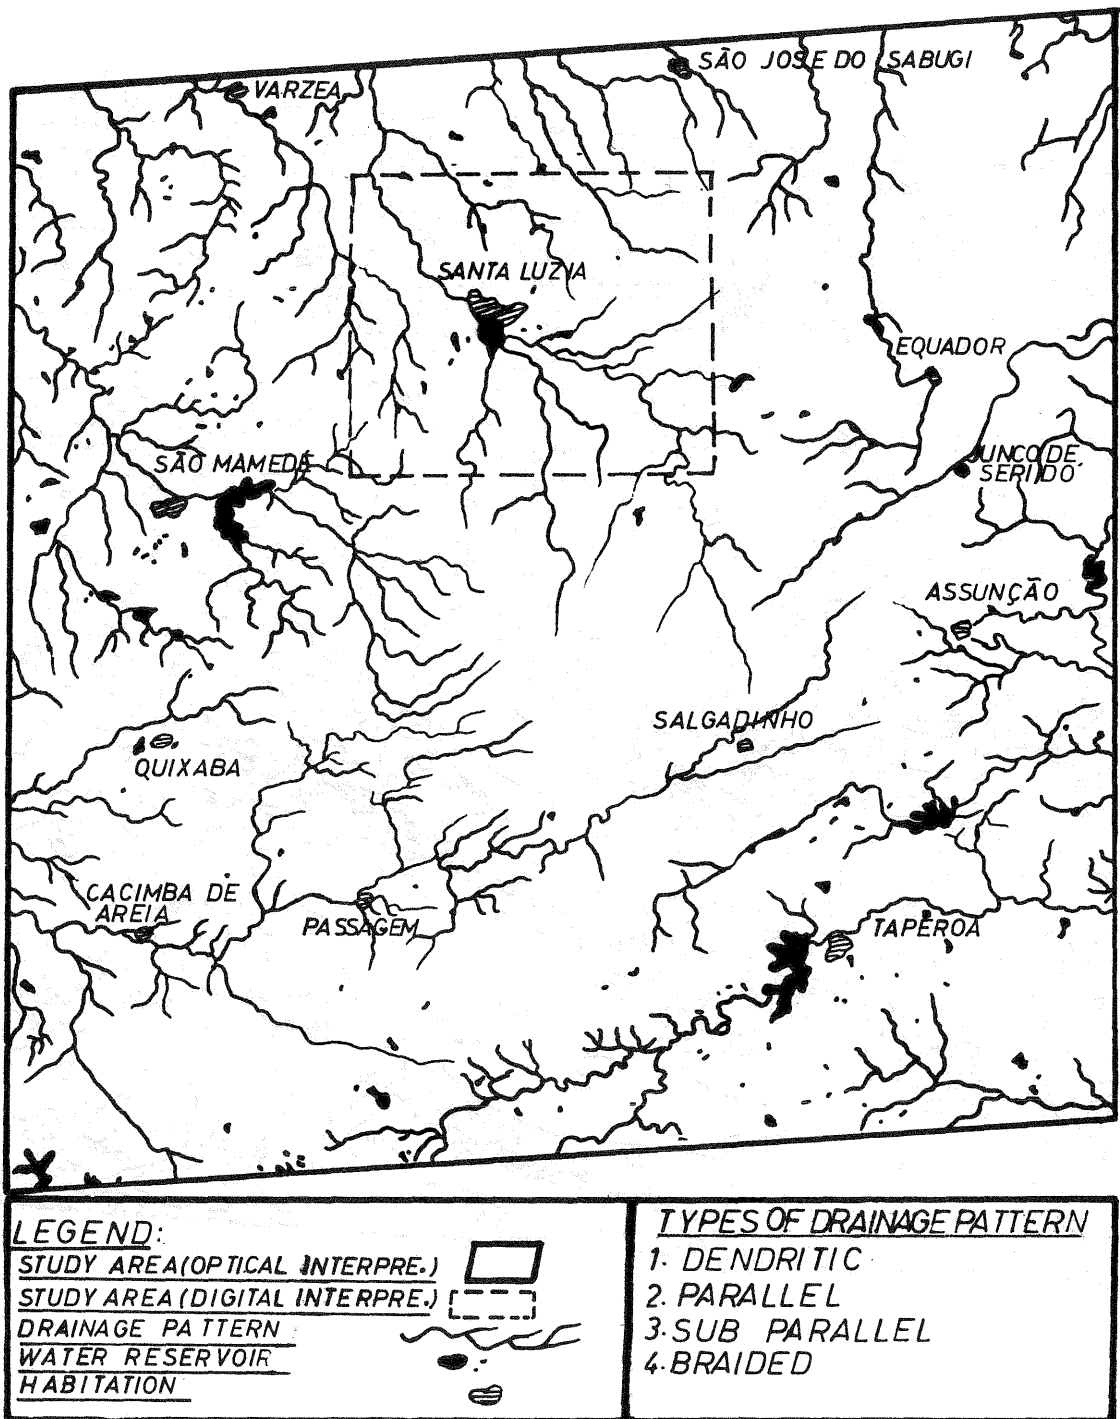 SÃO JOSE DO SABUGI
VARZEA
SANTA LUZIA
EQUADOR
JUNCO DE
SERIDO
SÃO MAMEDE
ASSUNÇÃO
SALGADINHO
QUIXABA
CACIMBA DE
AREIA
PASSAGEM
TAPEROA
LEGEND:
STUDY AREA (OPTICAL INTERPRE.)
STUDY AREA (DIGITAL INTERPRE.)
DRAINAGE PATTERN
WATER RESERVOIR
HABITATION
TYPES OF DRAINAGE PATTERN
1. DENDRITIC
2. PARALLEL
3. SUB PARALLEL
4. BRAIDED